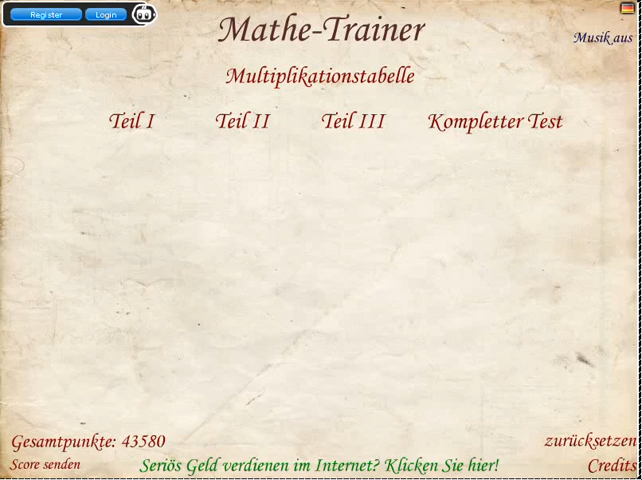 Register Login
Mathe-Trainer
Musik aus
Multiplikationstabelle
Teil I Teil II Teil III Kompletter Test
Gesamtpunkte: 43580 zurücksetzen
Score senden Seriös Geld verdienen im Internet? Klicken Sie hier! Credits